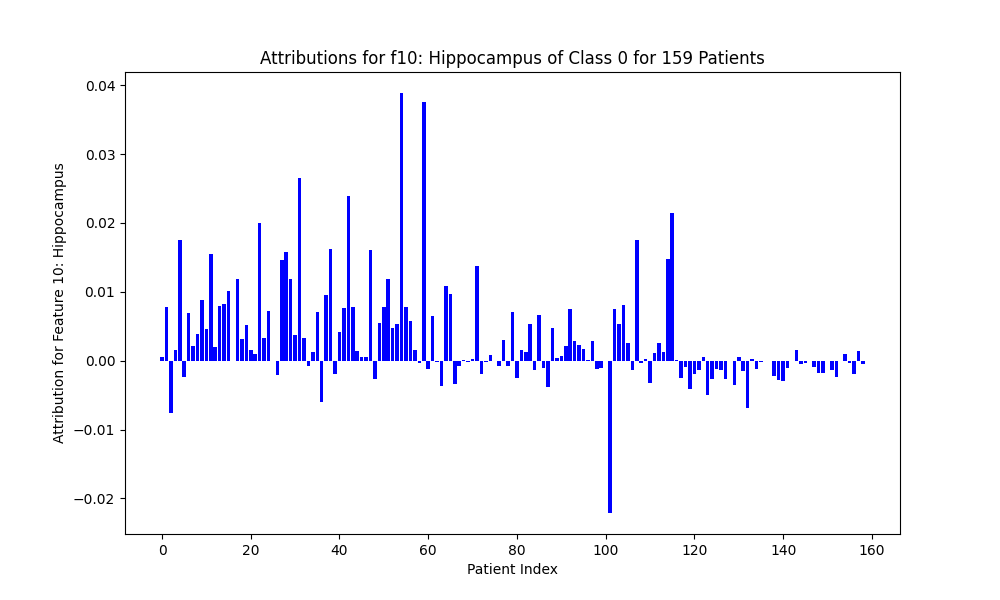 Attributions for f10: Hippocampus of Class 0 for 159 Patients
Attribution for Feature 10: Hippocampus
0.04
0.03
0.02
0.01
0.00
−0.01
−0.02
0 20 40 60 80 100 120 140 160
Patient Index